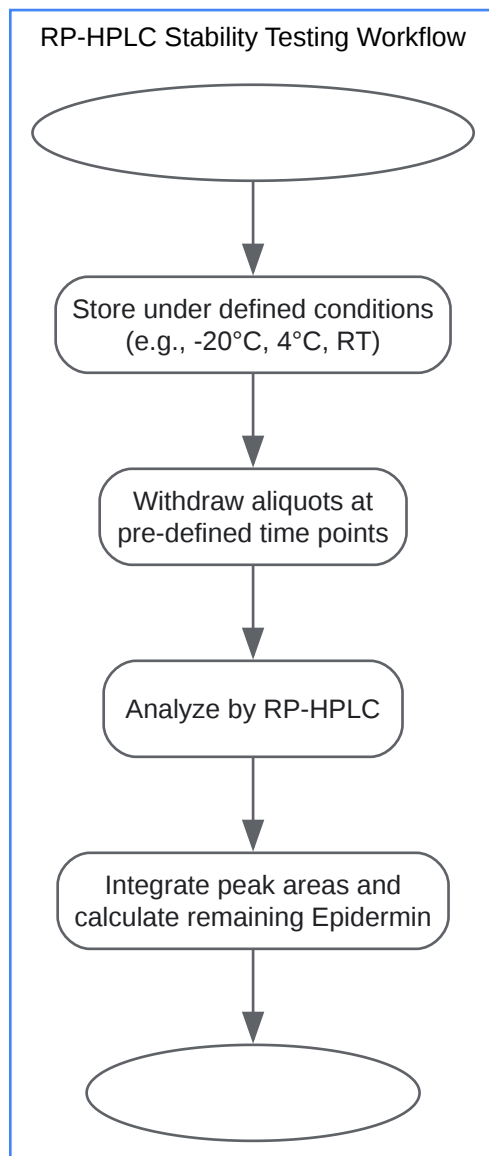 RP-HPLC Stability Testing Workflow
Store under defined conditions
(e.g., -20°C, 4°C, RT)
Withdraw aliquots at
pre-defined time points
Analyze by RP-HPLC
Integrate peak areas and
calculate remaining Epidermin